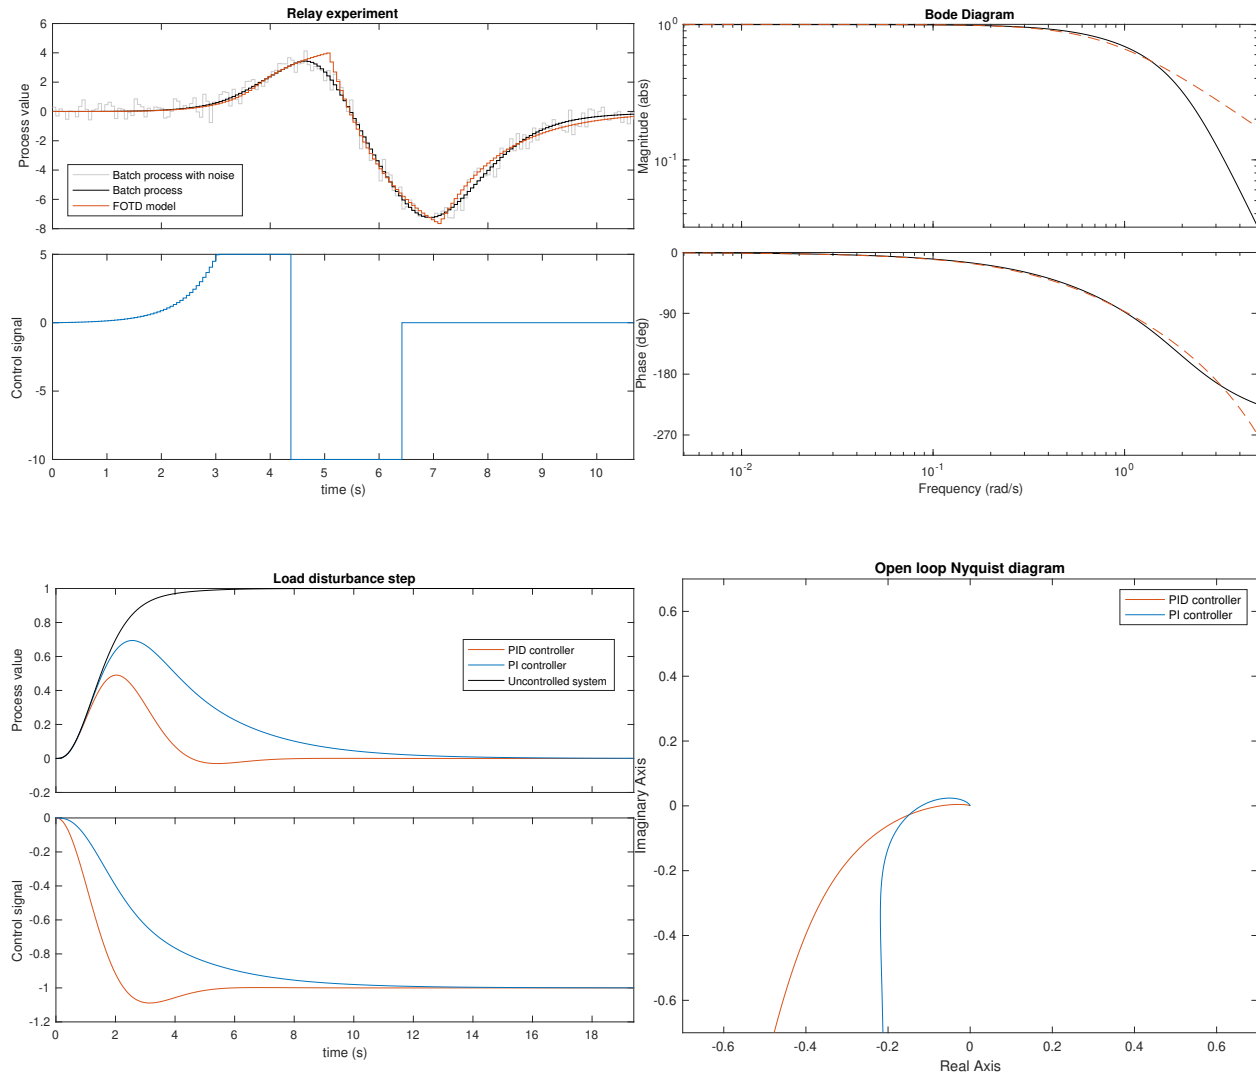 Relay experiment
Process value
4
2
0
-2
-4
-6
-8
Batch process with noise
Batch process
FOTD model
Control signal
5
0
-5
-10
0 1 2 3 4 5 6 7 8 9 10
time (s)
Bode Diagram
Magnitude (abs)
10^0
10^-1
Phase (deg)
0
-90
-180
-270
10^-2 10^-1 10^0
Frequency (rad/s)
Load disturbance step
Process value
1
0.8
0.6
0.4
0.2
0
-0.2
PID controller
PI controller
Uncontrolled system
Control signal
0
-0.2
-0.4
-0.6
-0.8
-1
-1.2
0 2 4 6 8 10 12 14 16 18
time (s)
Open loop Nyquist diagram
Imaginary Axis
0.6
0.4
0.2
0
-0.2
-0.4
-0.6
PID controller
PI controller
-0.6 -0.4 -0.2 0 0.2 0.4 0.6
Real Axis